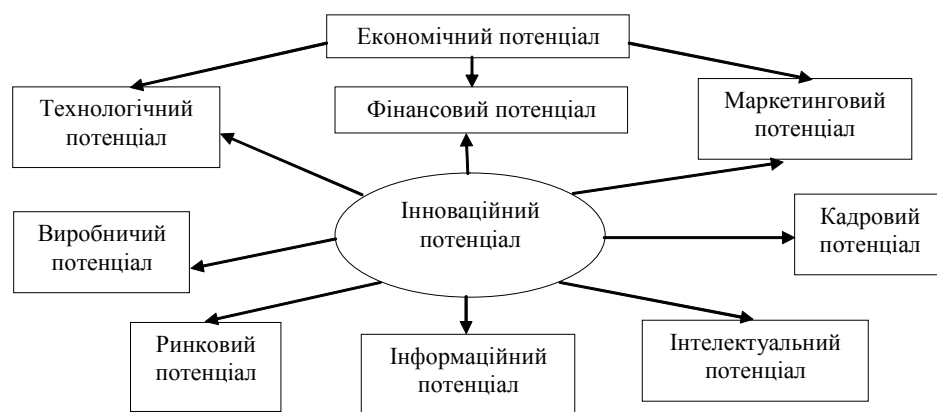 Економічний потенціал
Технологічний
потенціал
Фінансовий потенціал
Маркетинговий
потенціал
Інноваційний
потенціал
Виробничий
потенціал
Кадровий
потенціал
Ринковий
потенціал
Інформаційний
потенціал
Інтелектуальний
потенціал